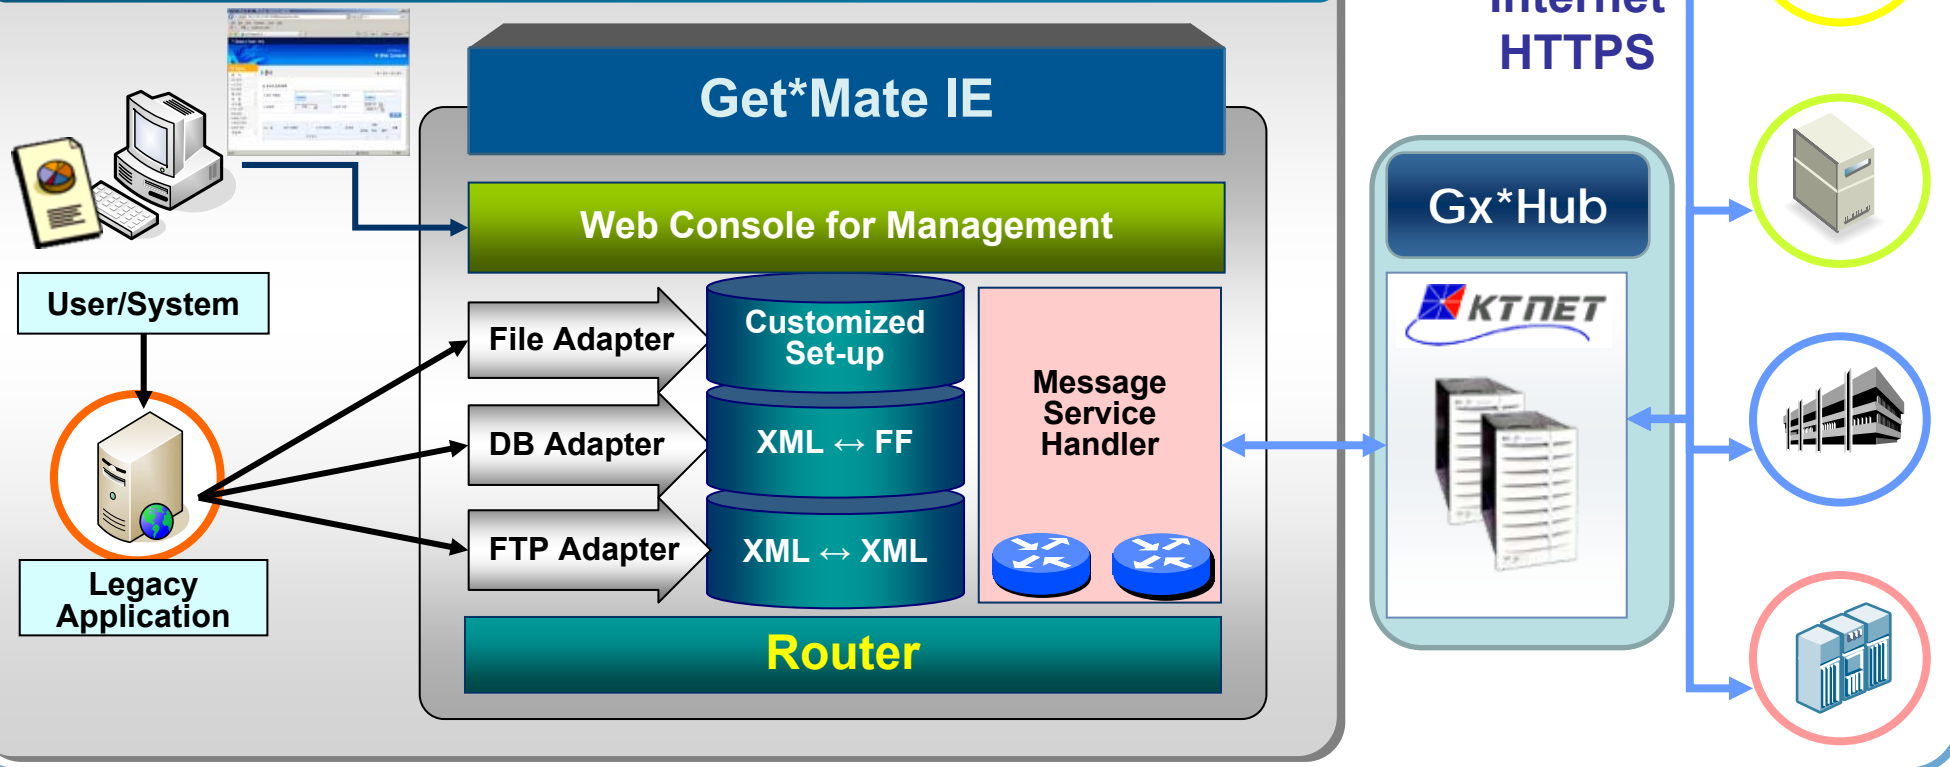 Internet
HTTPS
Get*Mate IE
Web Console for Management
Gx*Hub
KTNET
User/System
File Adapter
Customized
Set-up
Message
Service
Handler
DB Adapter
XML ↔ FF
FTP Adapter
XML ↔ XML
Legacy
Application
Router